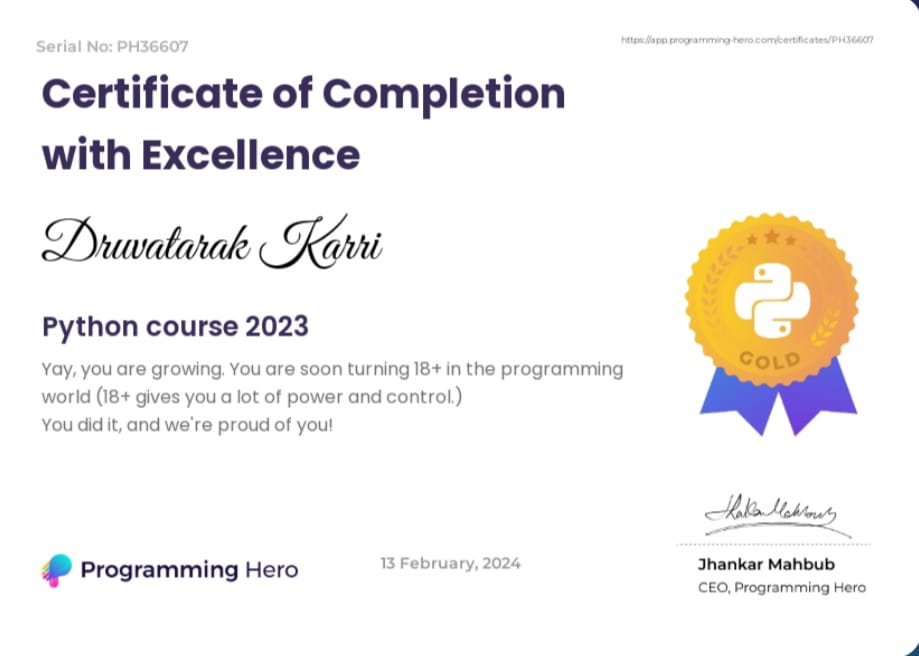 Serial No: PH36607
https://app.programming-hero.com/certificates/PH36607
Certificate of Completion
with Excellence
Druvatarak Karri
Python course 2023
Yay, you are growing. You are soon turning 18+ in the programming
world (18+ gives you a lot of power and control.)
You did it, and we're proud of you!
GOLD
Programming Hero
13 February, 2024
Jhankar Mahbub
CEO, Programming Hero